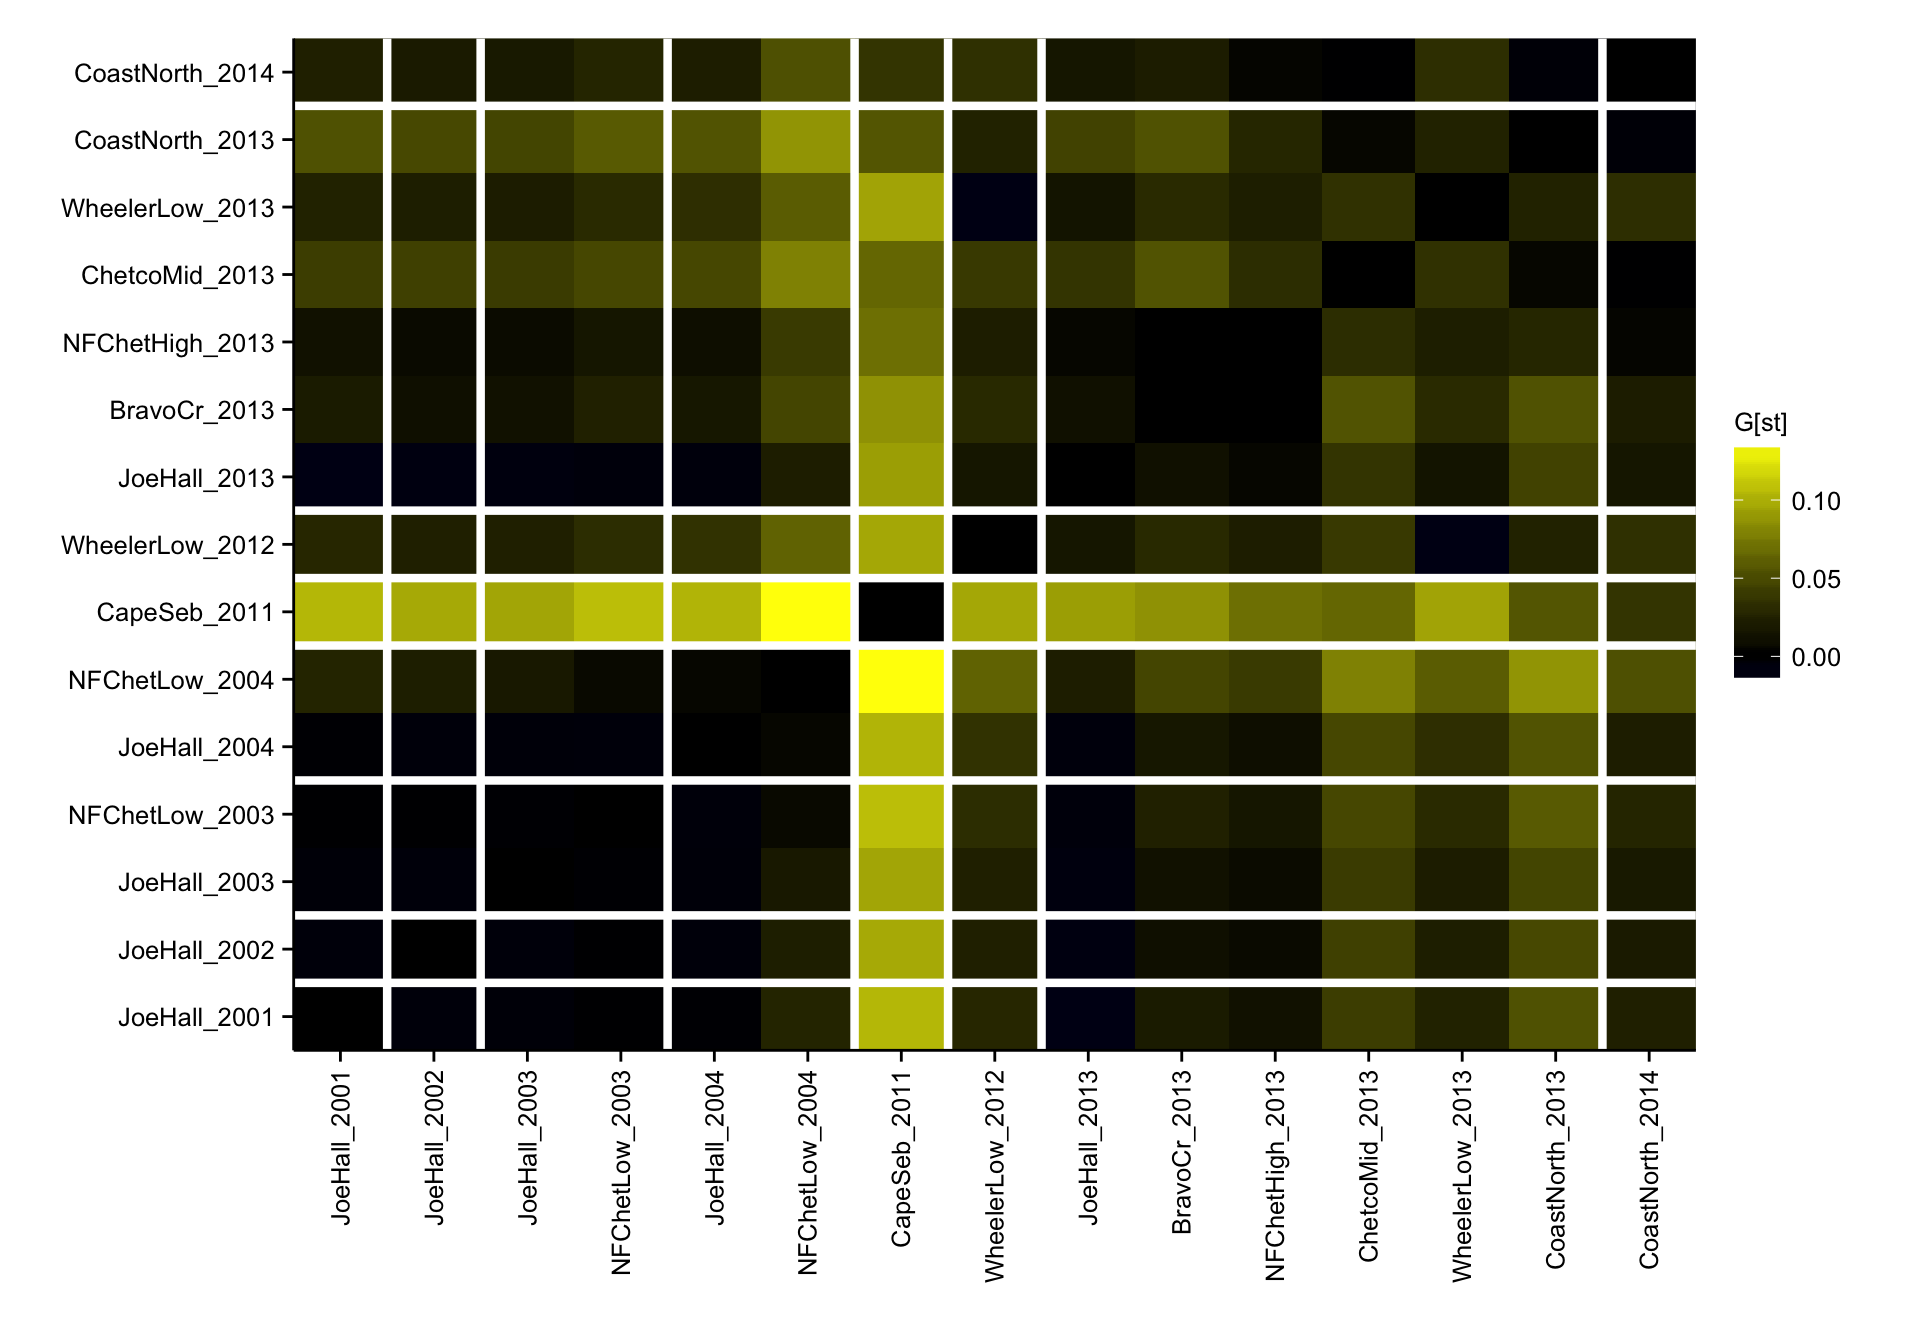 CoastNorth_2014
CoastNorth_2013
WheelerLow_2013
ChetcoMid_2013
NFChetHigh_2013
BravoCr_2013
JoeHall_2013
WheelerLow_2012
CapeSeb_2011
NFChetLow_2004
JoeHall_2004
NFChetLow_2003
JoeHall_2003
JoeHall_2002
JoeHall_2001
JoeHall_2001
JoeHall_2002
JoeHall_2003
NFChetLow_2003
JoeHall_2004
NFChetLow_2004
CapeSeb_2011
WheelerLow_2012
JoeHall_2013
BravoCr_2013
NFChetHigh_2013
ChetcoMid_2013
WheelerLow_2013
CoastNorth_2013
CoastNorth_2014
G[st]
0.10
0.05
0.00